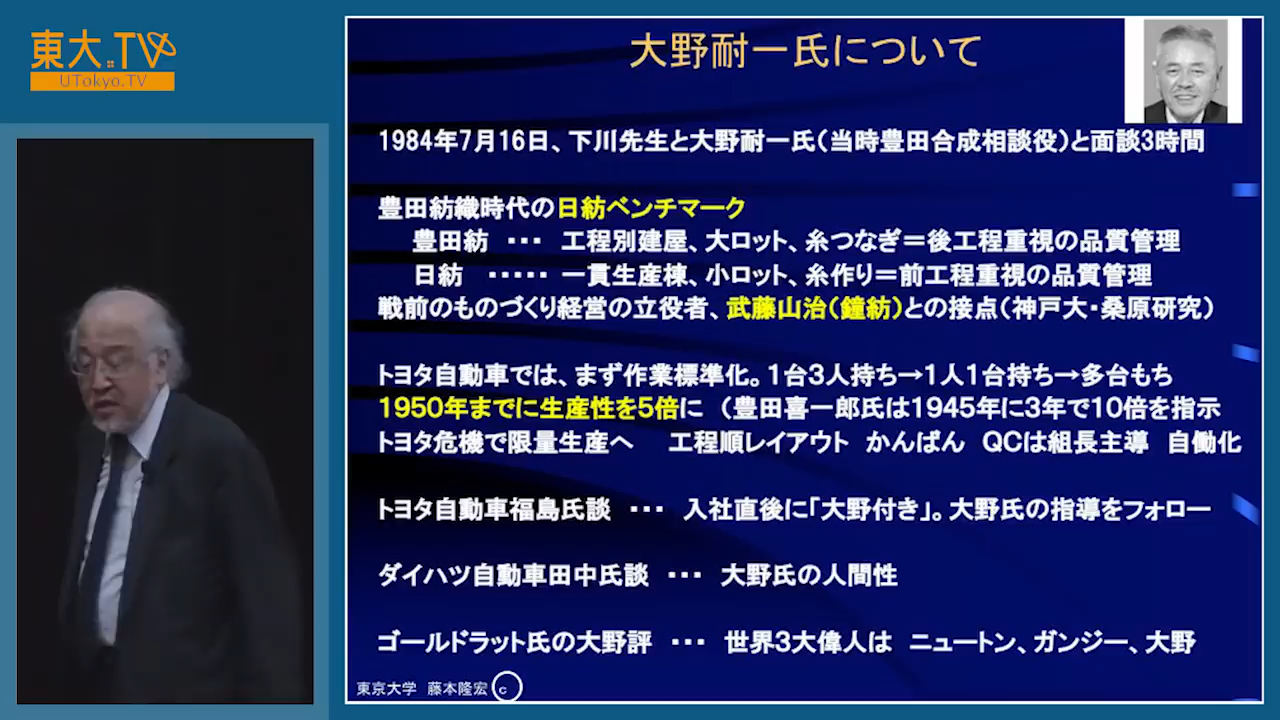 東大.TV
UTokyo.TV
大野耐一氏について
1984年7月16日、下川先生と大野耐一氏(当時豊田合成相談役)と面談3時間
豊田紡織時代の日紡ベンチマーク
豊田紡 ・・・ 工程別建屋、大ロット、糸つなぎ=後工程重視の品質管理
日紡 ・・・・・ 一貫生産棟、小ロット、糸作り=前工程重視の品質管理
戦前のものづくり経営の立役者、武藤山治(鐘紡)との接点(神戸大・桑原研究)
トヨタ自動車では、まず作業標準化。1台3人持ち→1人1台持ち→多台もち
1950年までに生産性を5倍に (豊田喜一郎氏は1945年に3年で10倍を指示
トヨタ危機で限量生産へ 工程順レイアウト かんばん QCは組長主導 自働化
トヨタ自動車福島氏談 ・・・ 入社直後に「大野付き」。大野氏の指導をフォロー
ダイハツ自動車田中氏談 ・・・ 大野氏の人間性
ゴールドラット氏の大野評 ・・・ 世界3大偉人は ニュートン、ガンジー、大野
東京大学 藤本隆宏 c